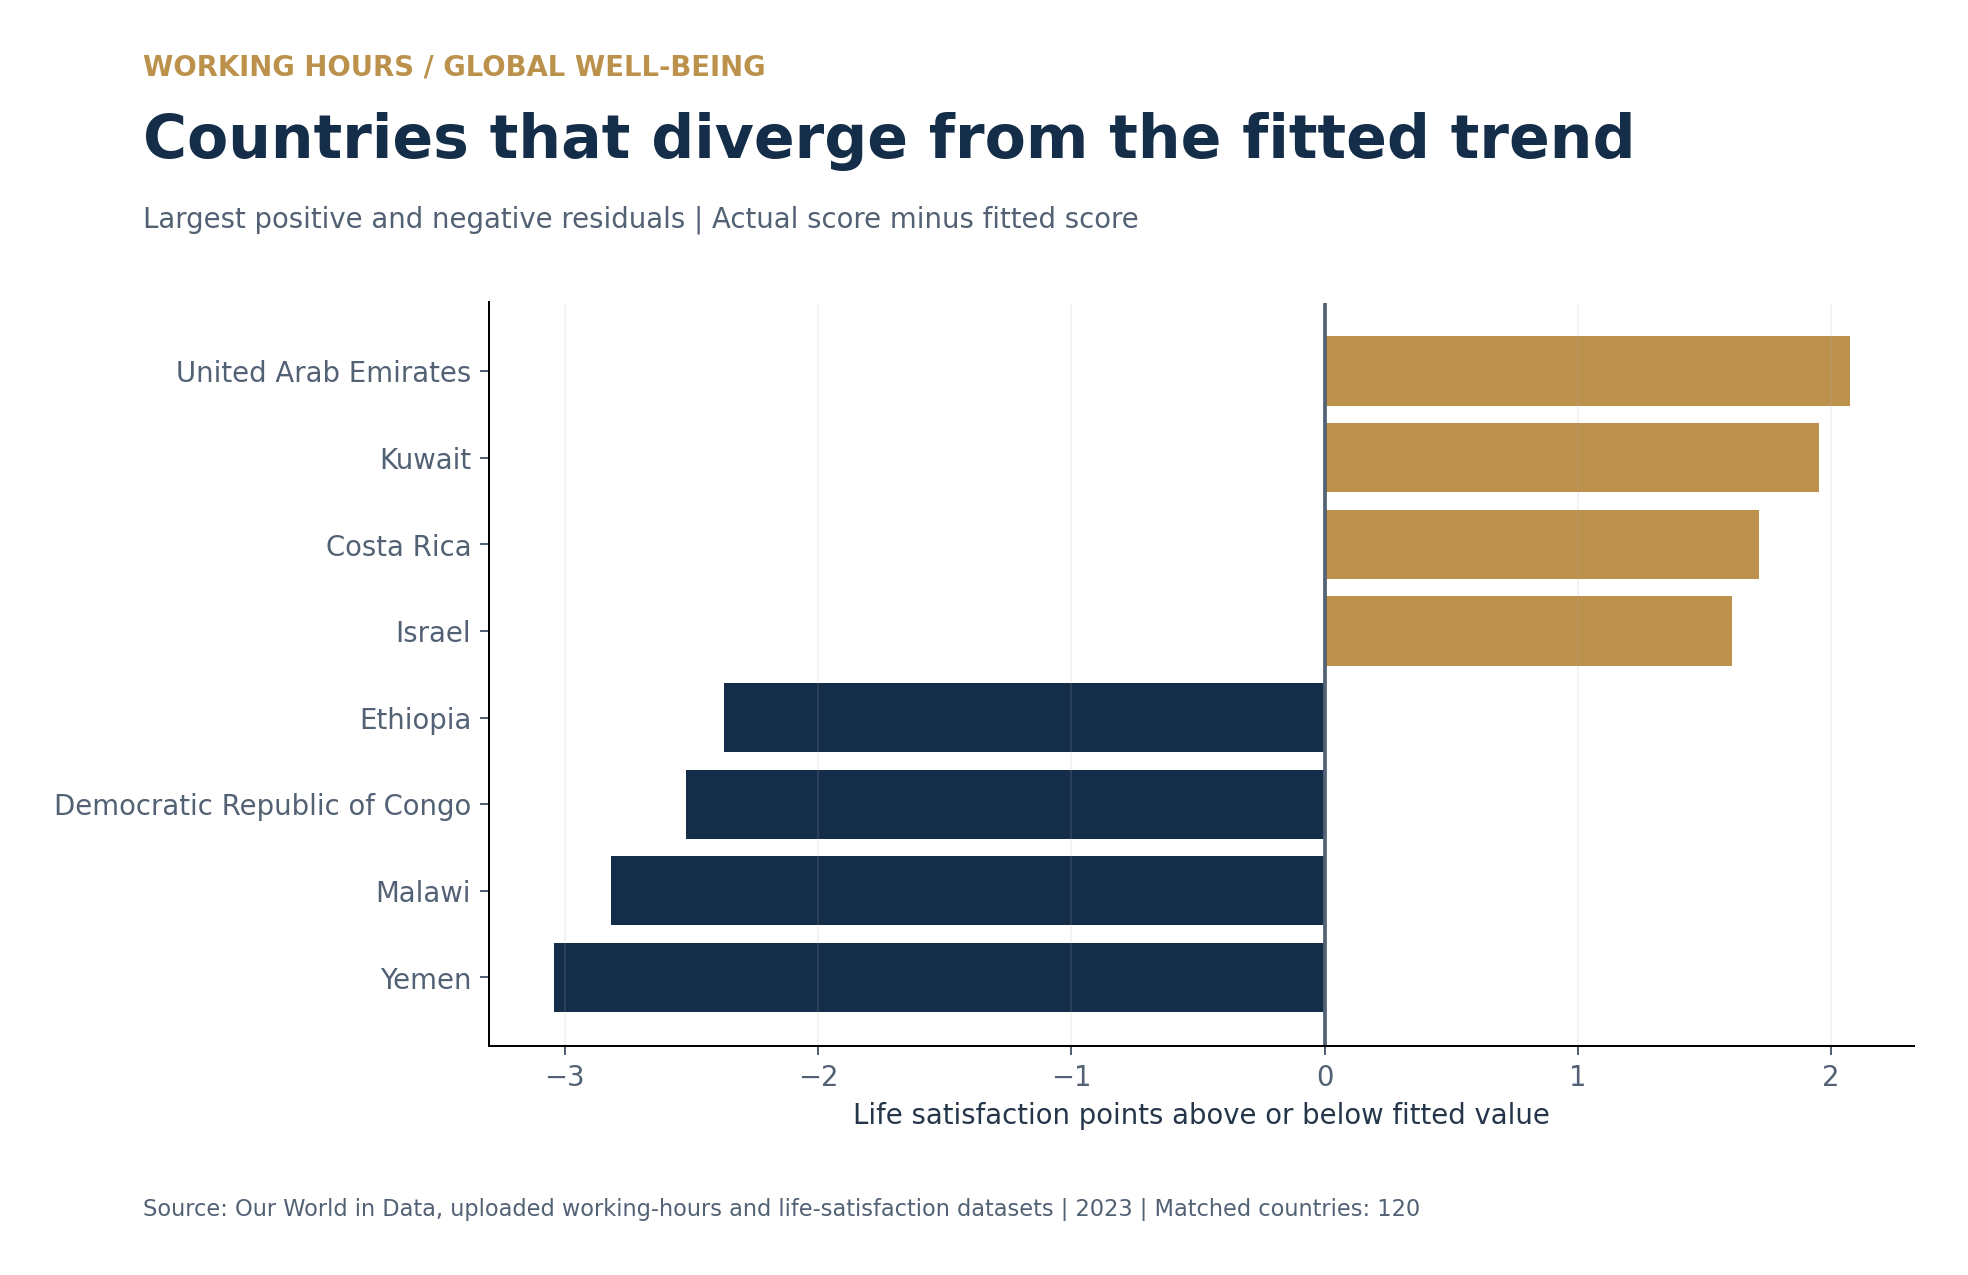 WORKING HOURS / GLOBAL WELL-BEING
Countries that diverge from the fitted trend
Largest positive and negative residuals | Actual score minus fitted score
United Arab Emirates
Kuwait
Costa Rica
Israel
Ethiopia
Democratic Republic of Congo
Malawi
Yemen
−3 −2 −1 0 1 2
Life satisfaction points above or below fitted value
Source: Our World in Data, uploaded working-hours and life-satisfaction datasets | 2023 | Matched countries: 120